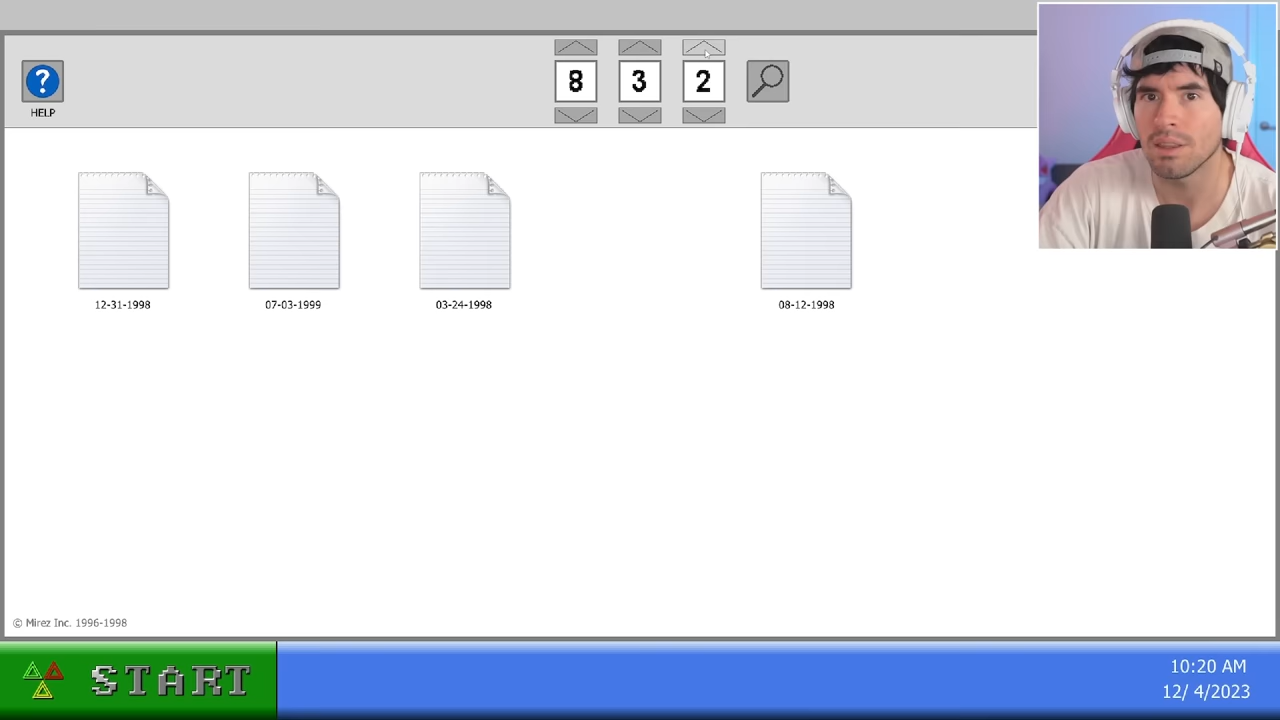 8 3 2
?
HELP
12-31-1998
07-03-1999
03-24-1998
08-12-1998
© Mirez Inc. 1996-1998
START
10:20 AM
12/ 4/2023